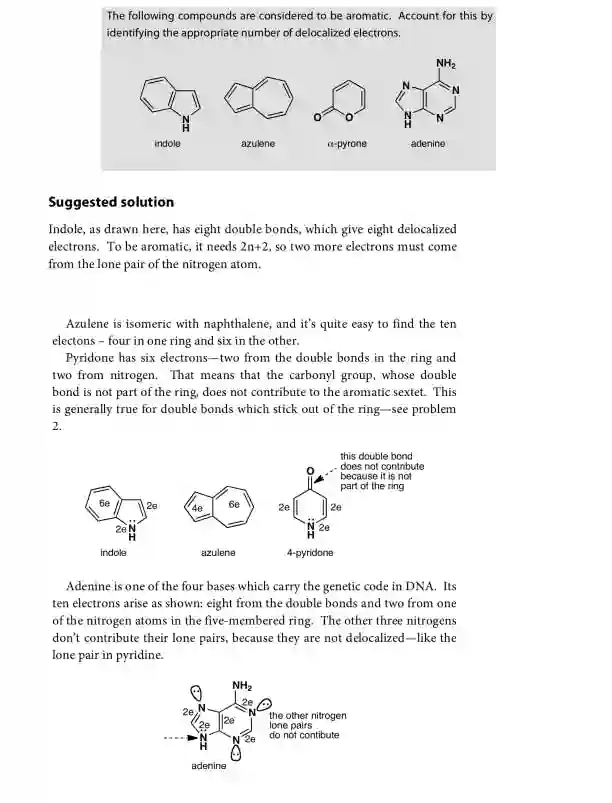 The following compounds are considered to be aromatic. Account for this by
identifying the appropriate number of delocalized electrons.
NH2
N
N
O
O
N
H
N
H
N
indole
azulene
α-pyrone
adenine
Suggested solution
Indole, as drawn here, has eight double bonds, which give eight delocalized
electrons. To be aromatic, it needs 2n+2, so two more electrons must come
from the lone pair of the nitrogen atom.
Azulene is isomeric with naphthalene, and it's quite easy to find the ten
electons – four in one ring and six in the other.
Pyridone has six electrons—two from the double bonds in the ring and
two from nitrogen. That means that the carbonyl group, whose double
bond is not part of the ring, does not contribute to the aromatic sextet. This
is generally true for double bonds which stick out of the ring—see problem
2.
this double bond
does not contribute
because it is not
part of the ring
O
6e
2e
4e
6e
2e
2e
2e N
H
N 2e
H
indole
azulene
4-pyridone
Adenine is one of the four bases which carry the genetic code in DNA. Its
ten electrons arise as shown: eight from the double bonds and two from one
of the nitrogen atoms in the five-membered ring. The other three nitrogens
don't contribute their lone pairs, because they are not delocalized—like the
lone pair in pyridine.
NH2
2e
2e N
N
2e
2e
N
H
N 2e
the other nitrogen
lone pairs
do not contibute
adenine